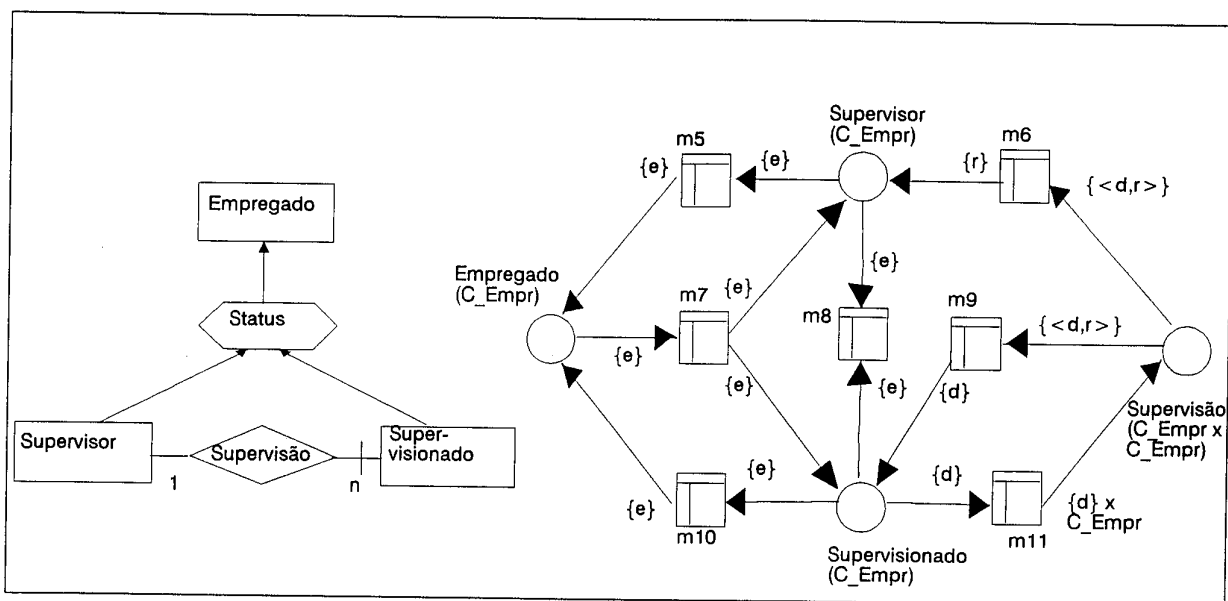 Empregado
Status
Supervisor
Supervisão
Super-
visionado
1
n
Supervisor
(C_Empr)
m5
{e}
{e}
m6
{r}
{<d,r>}
Empregado
(C_Empr)
m7
{e}
{e}
{e}
{e}
m8
m9
{<d,r>}
{d}
{e}
Supervisão
(C_Empr x
C_Empr)
{e}
{e}
m10
{d}
m11
{d} x
C_Empr
Supervisionado
(C_Empr)